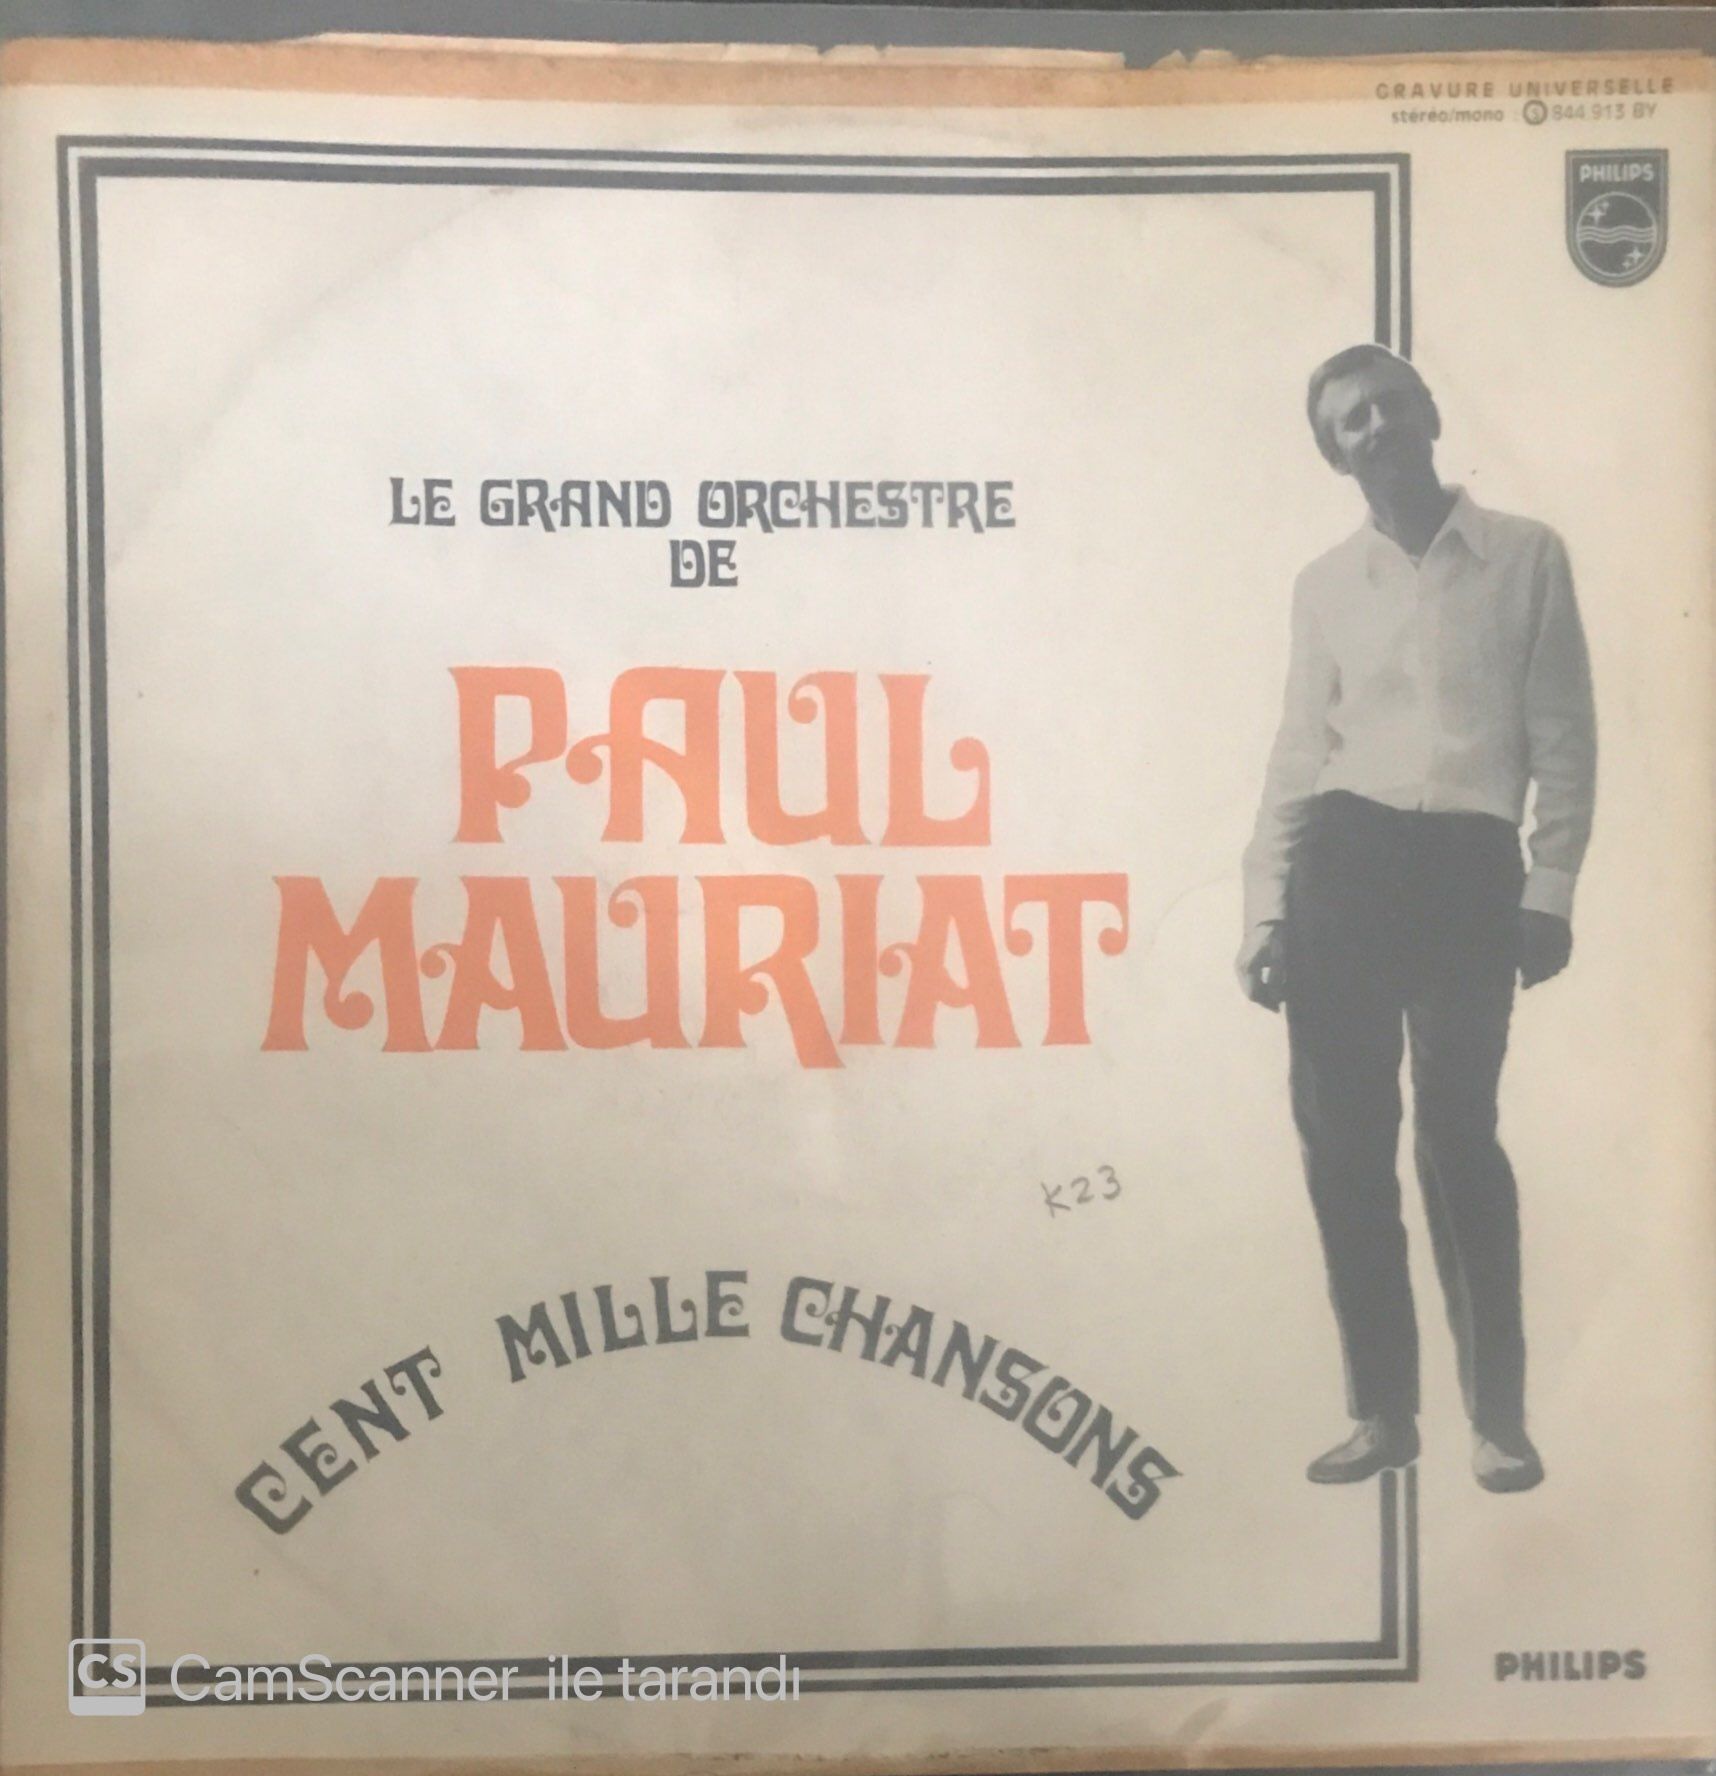 GRAVURE UNIVERSELLE
stéréo/mono : Ⓢ 844 913 BY
PHILIPS
LE GRAND ORCHESTRE
DE
PAUL
MAURIAT
K23
CENT MILLE CHANSONS
PHILIPS
CS CamScanner ile tarandı